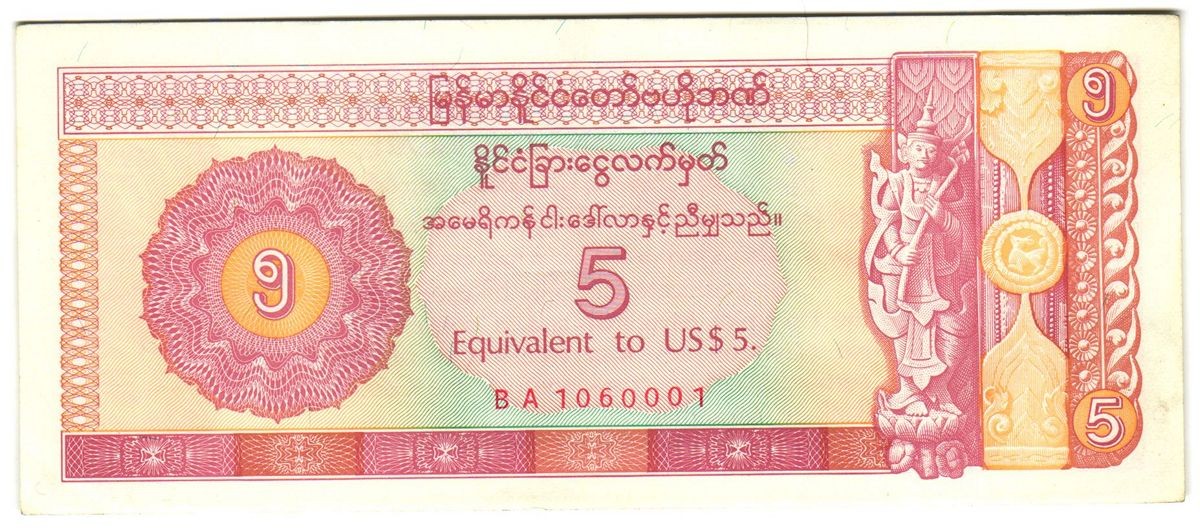 မြန်မာနိုင်ငံတော်ဗဟိုဘဏ်
နိုင်ငံခြားငွေလက်မှတ်
အမေရိကန်ငါးဒေါ်လာနှင့်ညီမျှသည်။
၅
5
Equivalent to US$ 5.
BA 1060001
၅
5